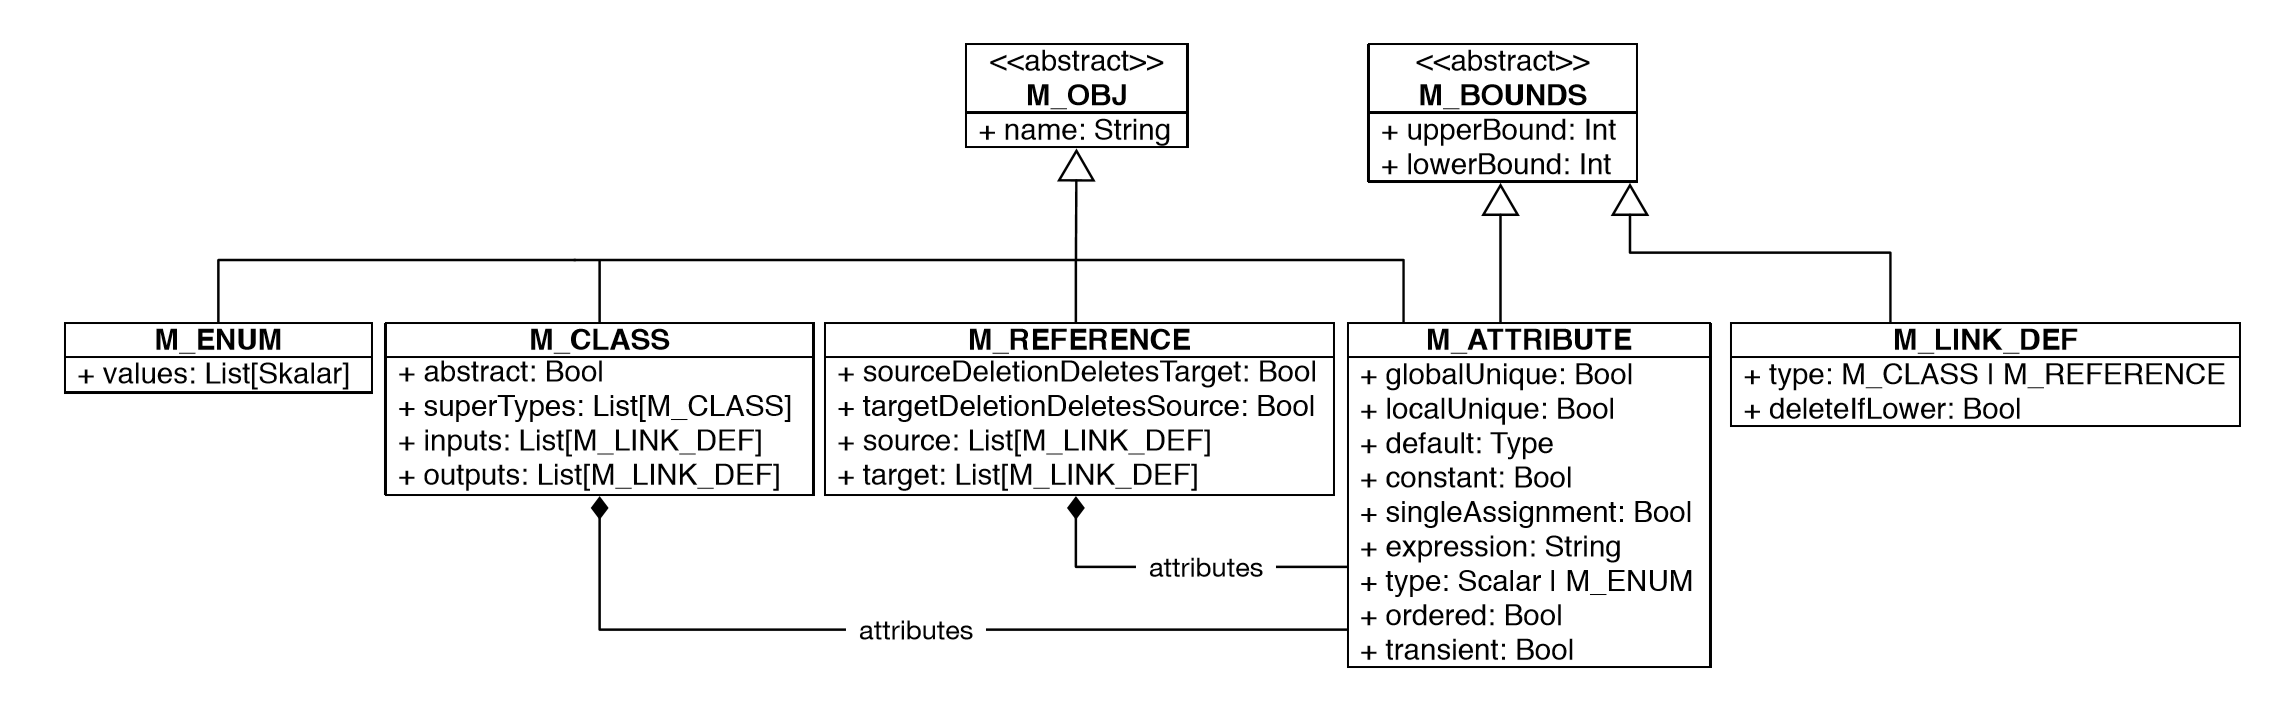 <<abstract>>
M_OBJ
+ name: String
<<abstract>>
M_BOUNDS
+ upperBound: Int
+ lowerBound: Int
M_ENUM
+ values: List[Skalar]
M_CLASS
+ abstract: Bool
+ superTypes: List[M_CLASS]
+ inputs: List[M_LINK_DEF]
+ outputs: List[M_LINK_DEF]
M_REFERENCE
+ sourceDeletionDeletesTarget: Bool
+ targetDeletionDeletesSource: Bool
+ source: List[M_LINK_DEF]
+ target: List[M_LINK_DEF]
M_ATTRIBUTE
+ globalUnique: Bool
+ localUnique: Bool
+ default: Type
+ constant: Bool
+ singleAssignment: Bool
+ expression: String
+ type: Scalar | M_ENUM
+ ordered: Bool
+ transient: Bool
M_LINK_DEF
+ type: M_CLASS | M_REFERENCE
+ deleteIfLower: Bool
attributes
attributes